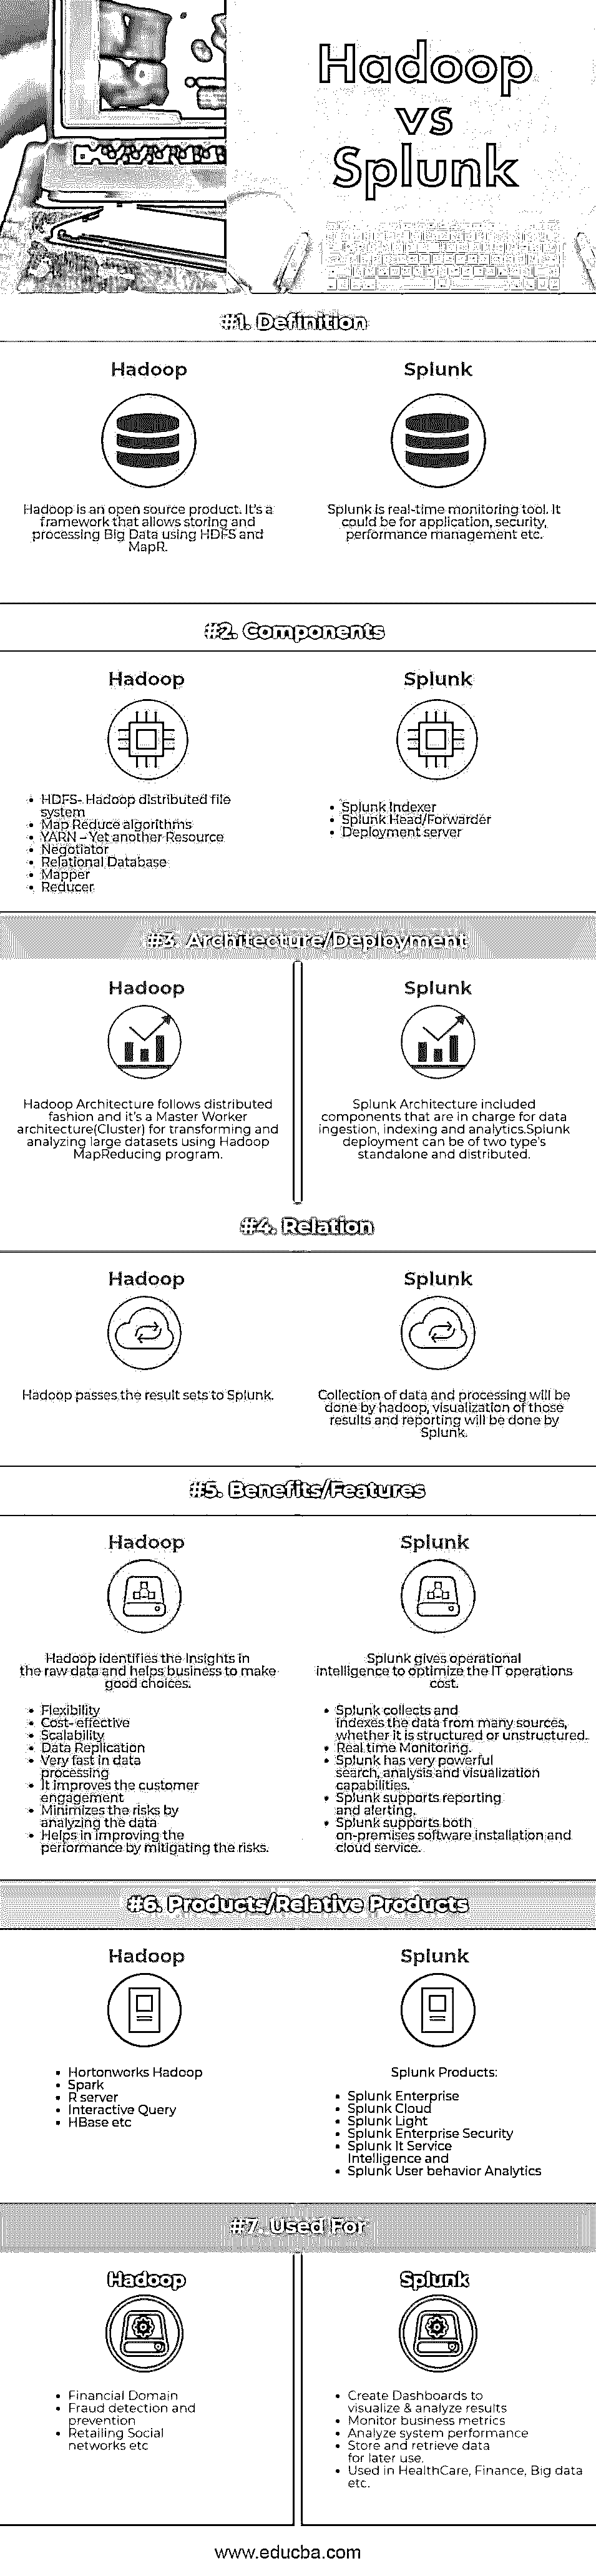 Hadoop
vs
Splunk
#1. Definition
Hadoop
Hadoop is an open source product. It's a
framework that allows storing and
processing Big Data using HDFS and
MapR.
Splunk
Splunk is real-time monitoring tool. It
could be for application, security,
performance management etc.
#2. Components
Hadoop
• HDFS- Hadoop distributed file
system
• Map Reduce algorithms
• YARN – Yet another Resource
• Negotiator
• Relational Database
• Mapper
• Reducer
Splunk
• Splunk Indexer
• Splunk Head/Forwarder
• Deployment server
#3. Architecture/Deployment
Hadoop
Hadoop Architecture follows distributed
fashion and it's a Master Worker
architecture(Cluster) for transforming and
analyzing large datasets using Hadoop
MapReducing program.
Splunk
Splunk Architecture included
components that are in charge for data
ingestion, indexing and analytics.Splunk
deployment can be of two type's
standalone and distributed.
#4. Relation
Hadoop
Hadoop passes the result sets to Splunk.
Splunk
Collection of data and processing will be
done by hadoop, visualization of those
results and reporting will be done by
Splunk.
#5. Benefits/Features
Hadoop
Hadoop identifies the Insights in
the raw data and helps business to make
good choices.
• Flexibility
• Cost- effective
• Scalability
• Data Replication
• Very fast in data
processing
• It improves the customer
engagement
• Minimizes the risks by
analyzing the data
• Helps in improving the
performance by mitigating the risks.
Splunk
Splunk gives operational
intelligence to optimize the IT operations
cost.
• Splunk collects and
indexes the data from many sources,
whether it is structured or unstructured.
• Real time Monitoring.
• Splunk has very powerful
search, analysis and visualization
capabilities.
• Splunk supports reporting
and alerting.
• Splunk supports both
on-premises software installation and
cloud service.
#6. Products/Relative Products
Hadoop
• Hortonworks Hadoop
• Spark
• R server
• Interactive Query
• HBase etc
Splunk
Splunk Products:
• Splunk Enterprise
• Splunk Cloud
• Splunk Light
• Splunk Enterprise Security
• Splunk It Service
Intelligence and
• Splunk User behavior Analytics
#7. Used For
Hadoop
• Financial Domain
• Fraud detection and
prevention
• Retailing Social
networks etc
Splunk
• Create Dashboards to
visualize & analyze results
• Monitor business metrics
• Analyze system performance
• Store and retrieve data
for later use.
• Used in HealthCare, Finance, Big data
etc.
www.educba.com